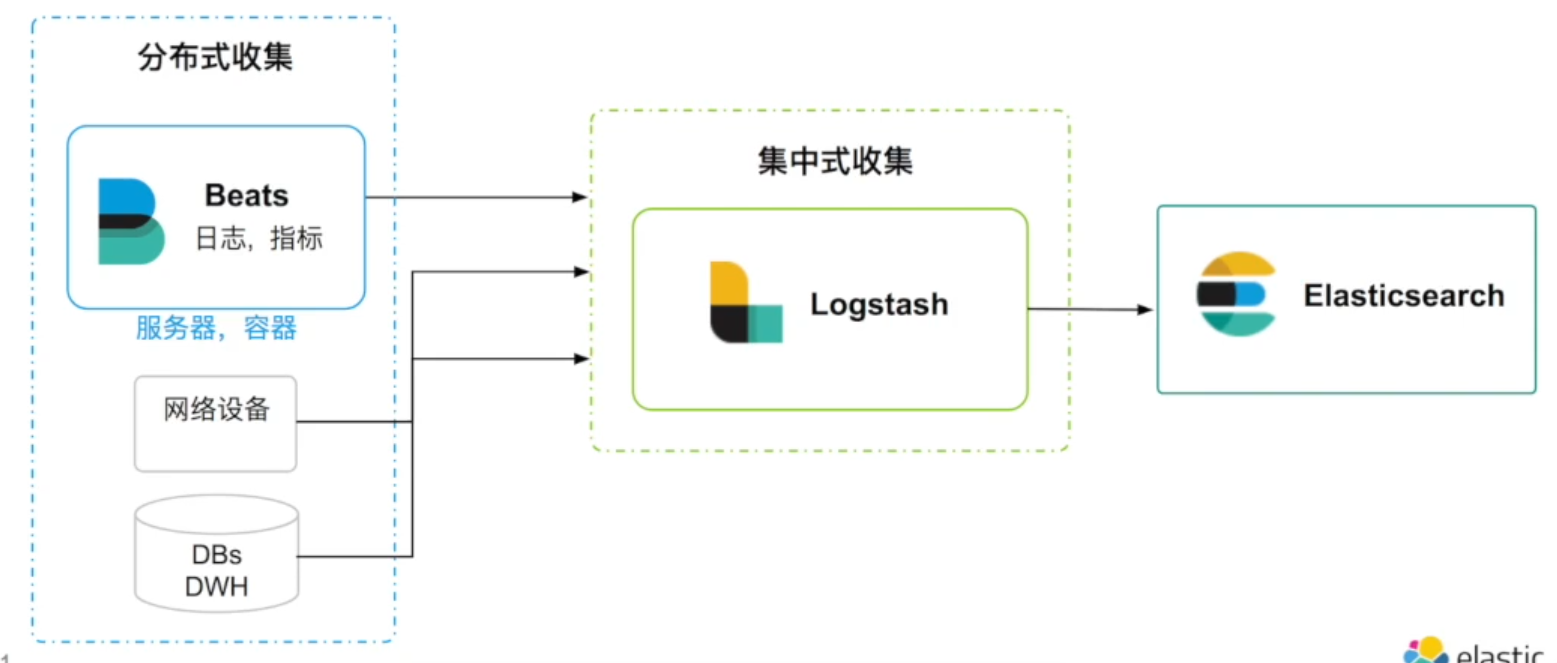 分布式收集
Beats
日志，指标
服务器，容器
网络设备
DBs
DWH
集中式收集
Logstash
Elasticsearch
1
elastic